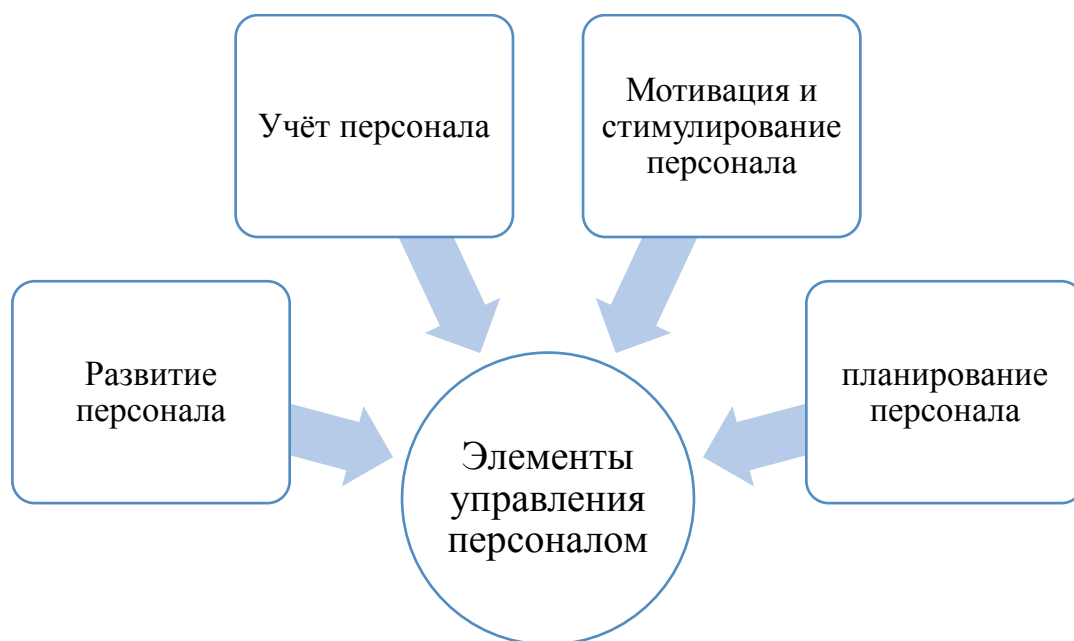 Учёт персонала
Мотивация и
стимулирование
персонала
Развитие
персонала
планирование
персонала
Элементы
управления
персоналом